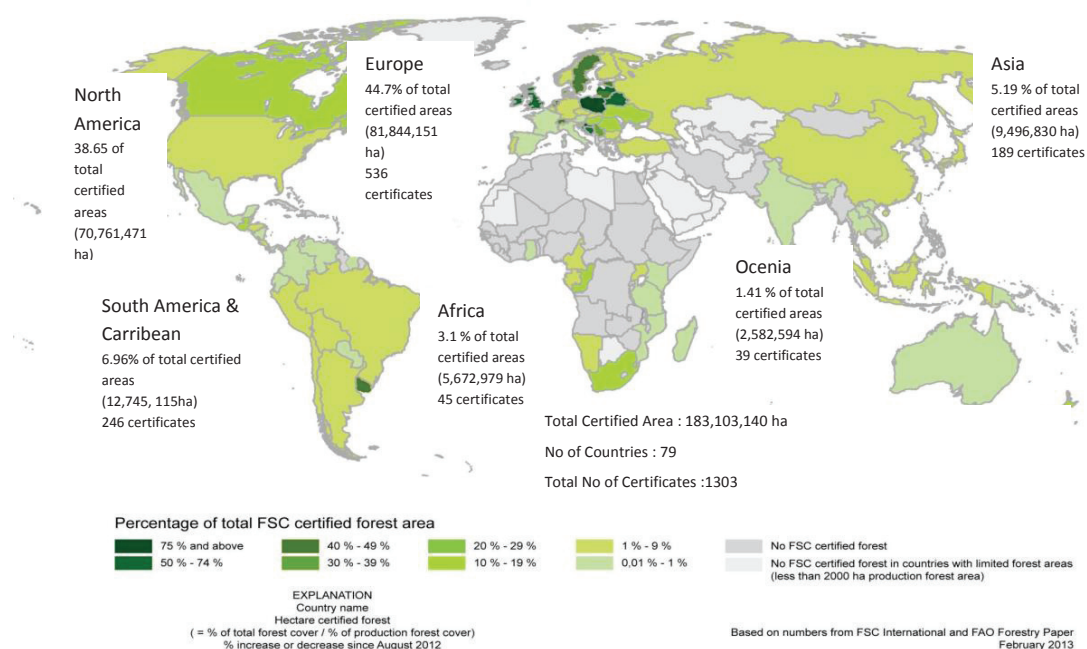 North
America
38.65 of
total
certified
areas
(70,761,471
ha)
Europe
44.7% of total
certified areas
(81,844,151
ha)
536
certificates
Asia
5.19 % of total
certified areas
(9,496,830 ha)
189 certificates
South America &
Carribean
6.96% of total certified
areas
(12,745, 115ha)
246 certificates
Africa
3.1 % of total
certified areas
(5,672,979 ha)
45 certificates
Ocenia
1.41 % of total
certified areas
(2,582,594 ha)
39 certificates
Total Certified Area : 183,103,140 ha
No of Countries : 79
Total No of Certificates :1303
Percentage of total FSC certified forest area
75 % and above
50 % - 74 %
40 % - 49 %
30 % - 39 %
20 % - 29 %
10 % - 19 %
1 % - 9 %
0,01 % - 1 %
No FSC certified forest
No FSC certified forest in countries with limited forest areas
(less than 2000 ha production forest area)
EXPLANATION
Country name
Hectare certified forest
( = % of total forest cover / % of production forest cover)
% increase or decrease since August 2012
Based on numbers from FSC International and FAO Forestry Paper
February 2013